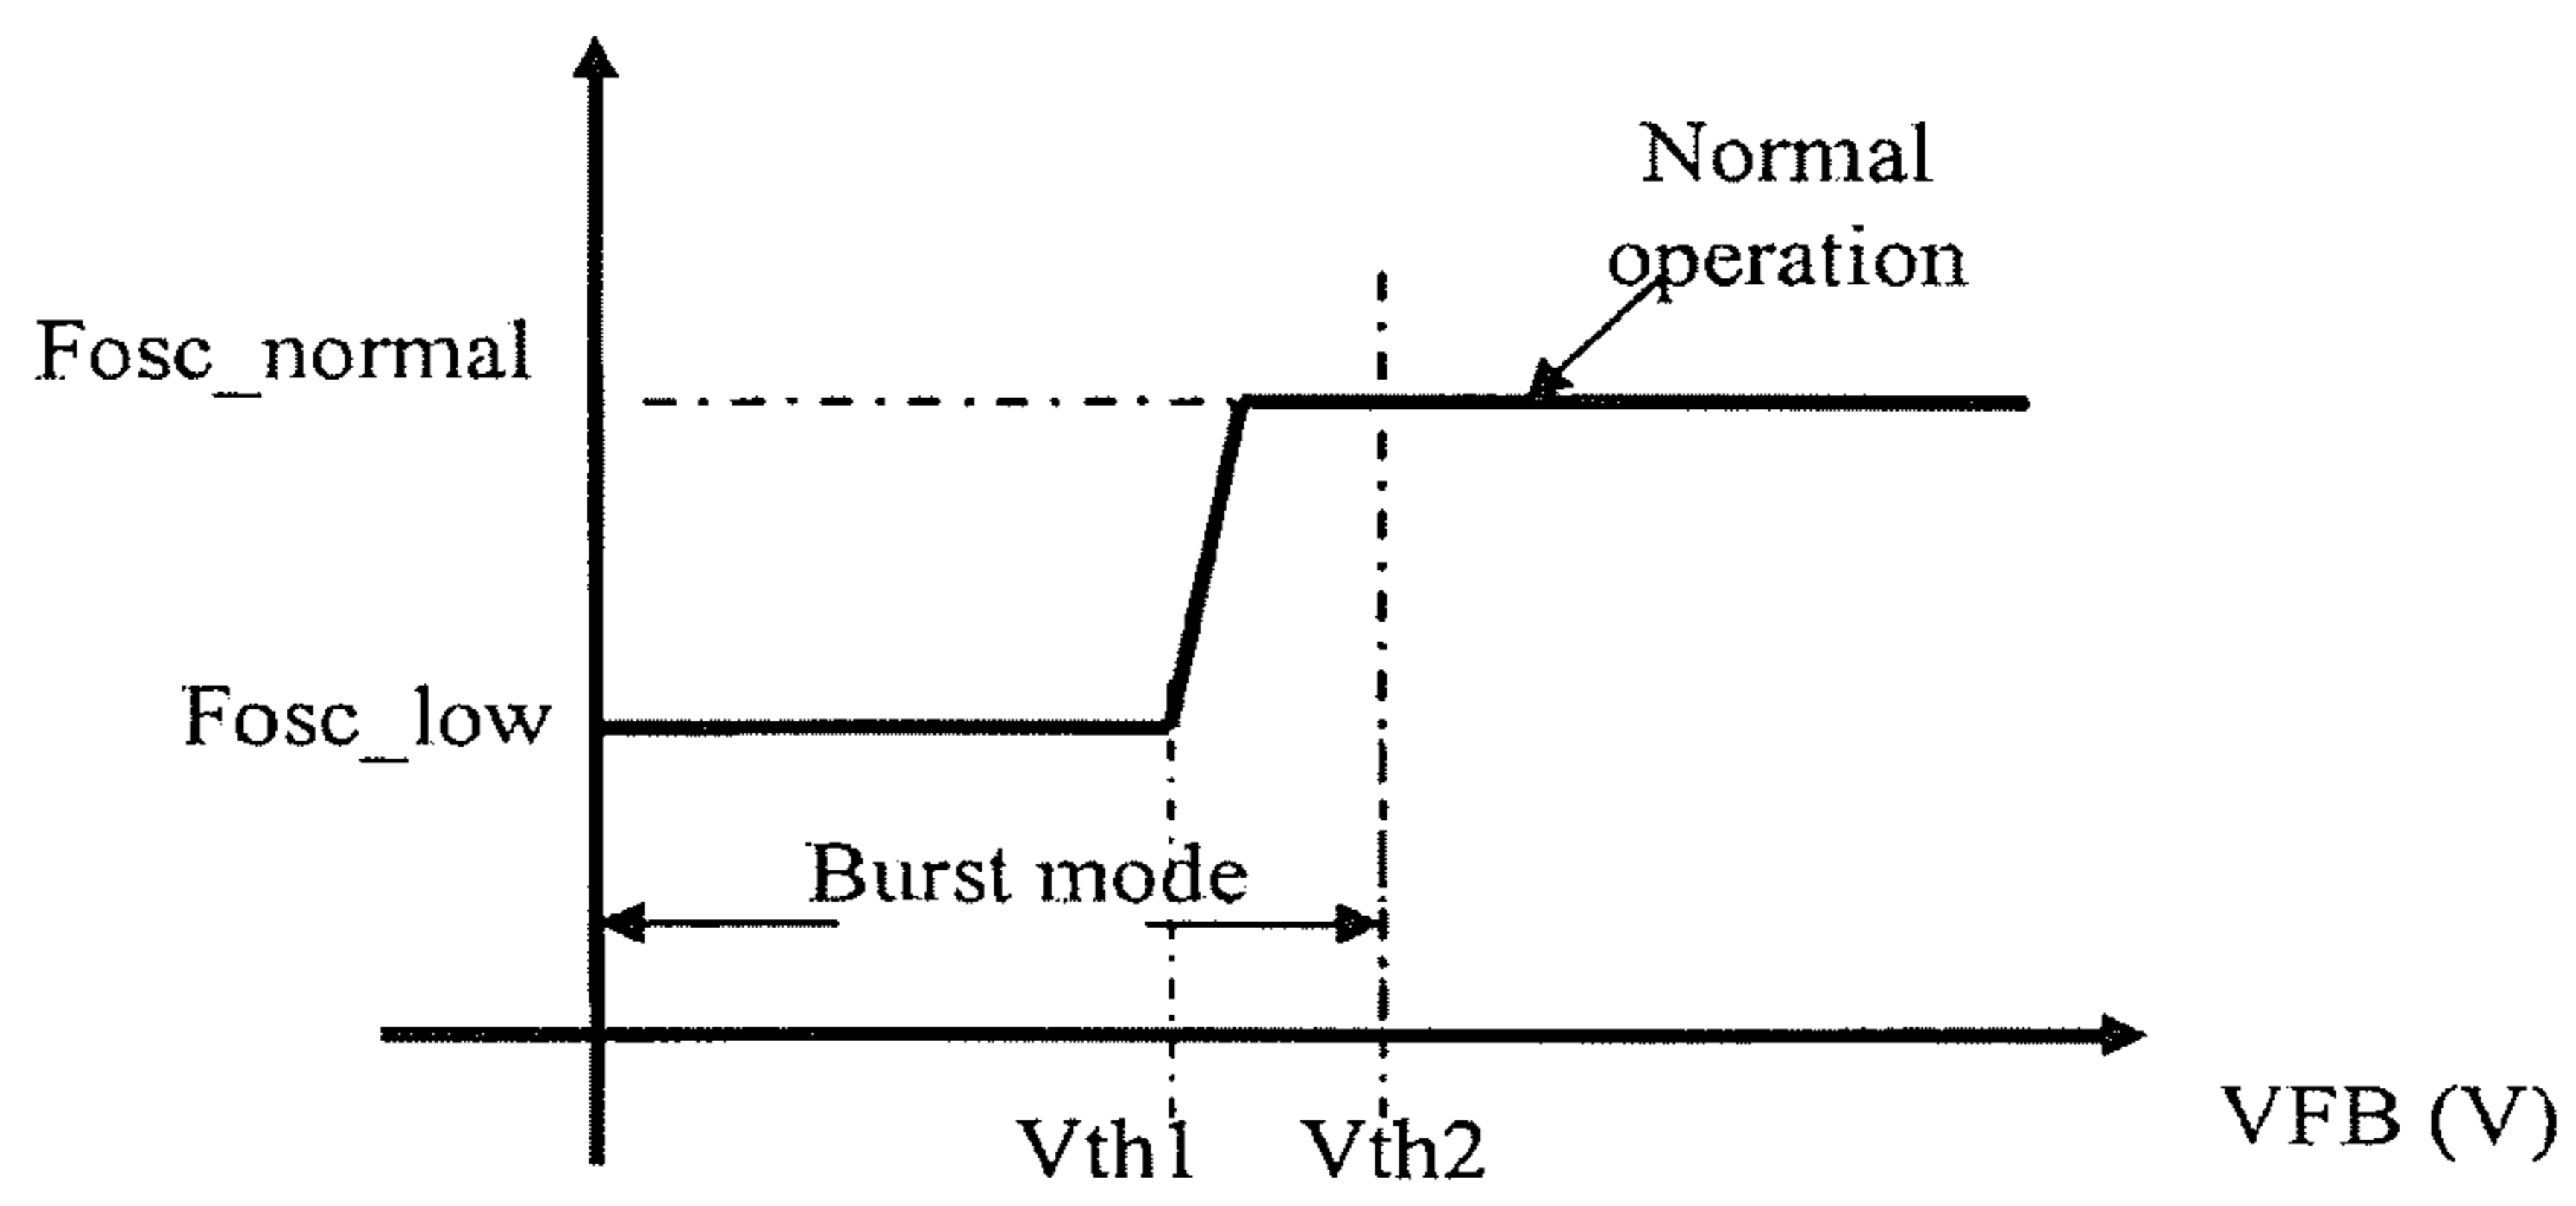 Normal
operation
Fosc_normal
Fosc_low
Burst mode
Vth1
Vth2
VFB (V)